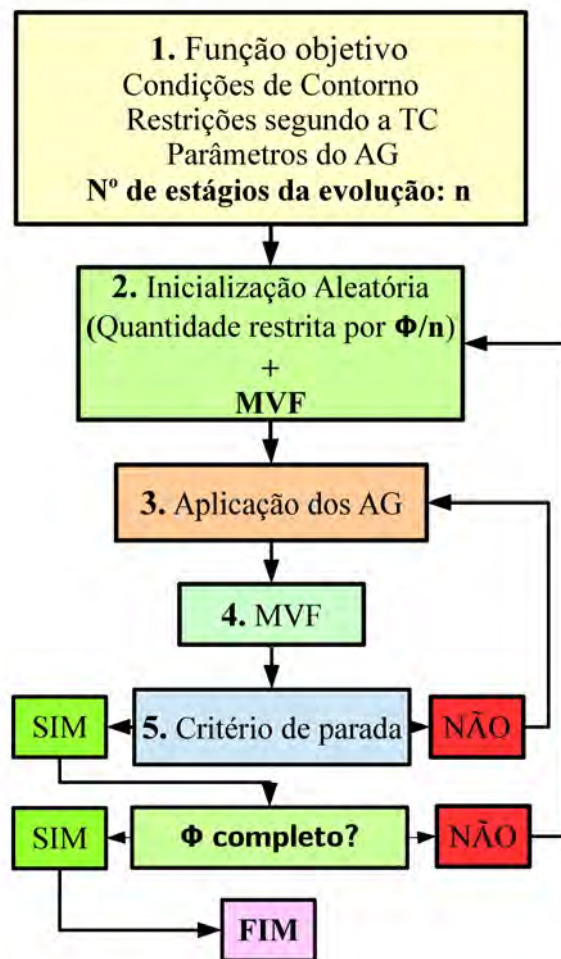 1. Função objetivo
Condições de Contorno
Restrições segundo a TC
Parâmetros do AG
Nº de estágios da evolução: n
2. Inicialização Aleatória
(Quantidade restrita por Φ/n)
+
MVF
3. Aplicação dos AG
4. MVF
SIM
5. Critério de parada
NÃO
SIM
Φ completo?
NÃO
FIM